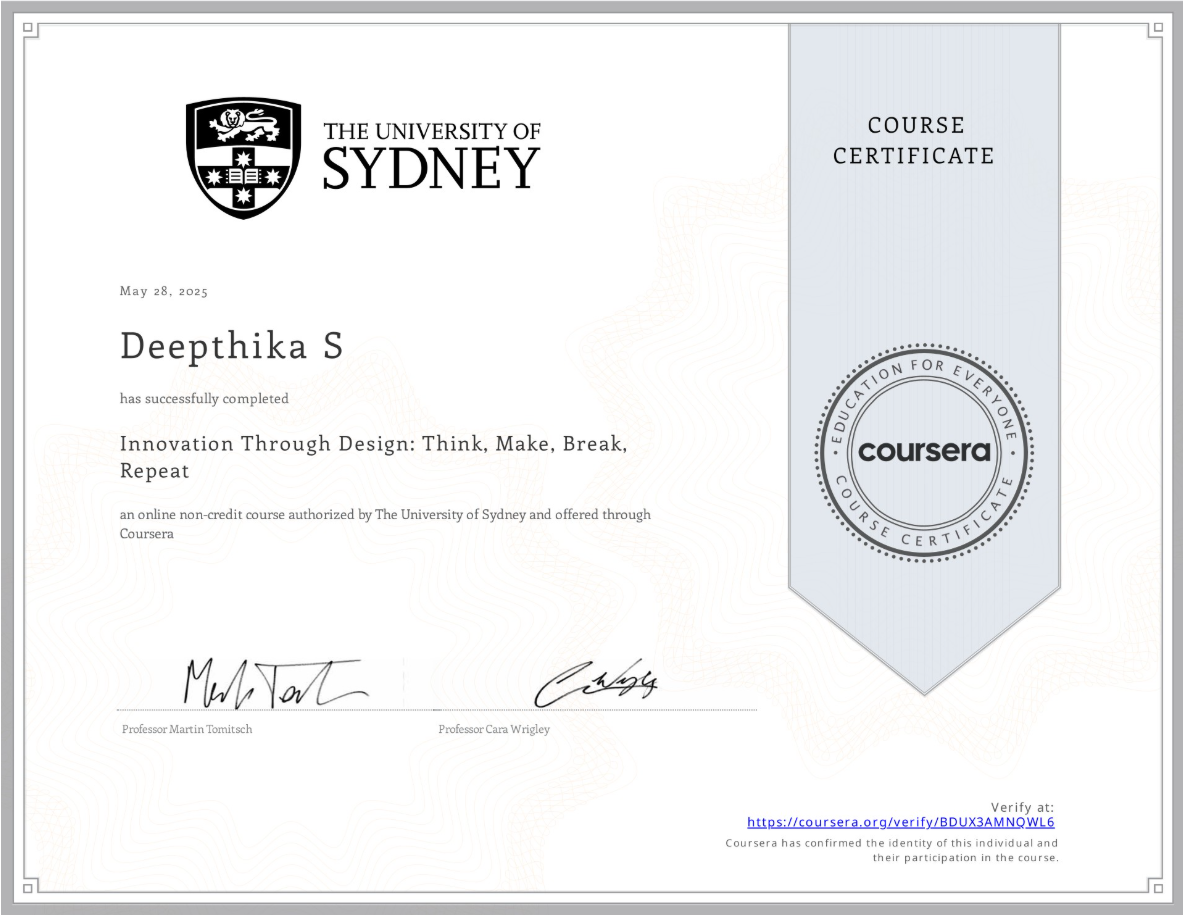 THE UNIVERSITY OF
SYDNEY
COURSE
CERTIFICATE
May 28, 2025
Deepthika S
has successfully completed
Innovation Through Design: Think, Make, Break,
Repeat
an online non-credit course authorized by The University of Sydney and offered through
Coursera
EDUCATION FOR EVERYONE
coursera
COURSE CERTIFICATE
Professor Martin Tomitsch
Professor Cara Wrigley
Verify at:
https://coursera.org/verify/BDUX3AMNQWL6
Coursera has confirmed the identity of this individual and
their participation in the course.